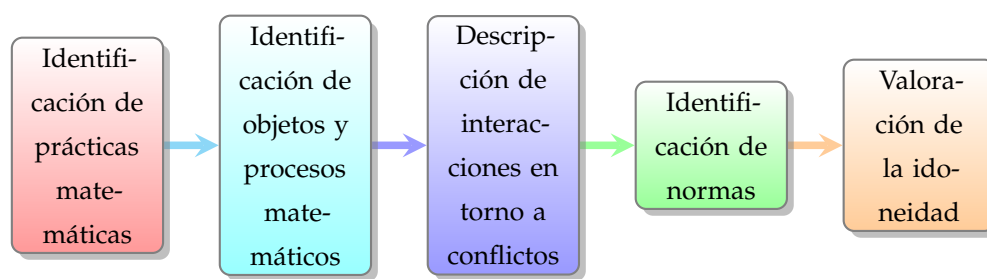 Identifi-
cación de
prácticas
mate-
máticas
Identifi-
cación de
objetos y
procesos
mate-
máticos
Descrip-
ción de
interac-
ciones en
torno a
conflictos
Identifi-
cación de
normas
Valora-
ción de
la ido-
neidad